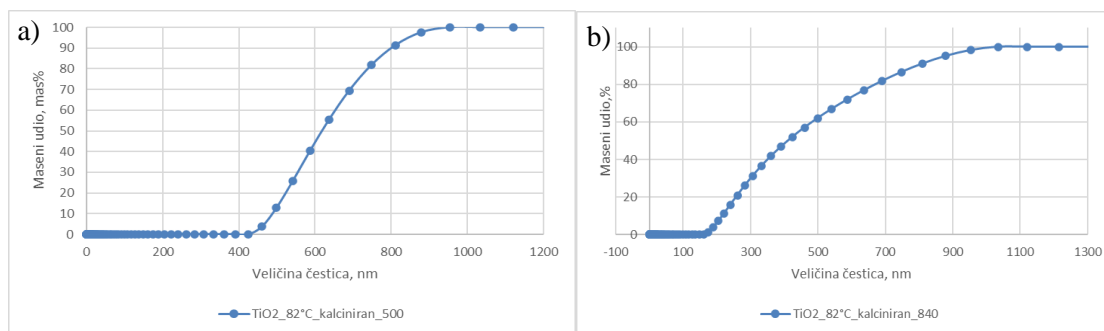 a)
100
90
80
70
60
50
40
30
20
10
0
Maseni udio, mas%
0 200 400 600 800 1000 1200
Veličina čestica, nm
TiO2_82°C_kalciniran_500
b)
100
80
60
40
20
0
Maseni udio,%
-100 100 300 500 700 900 1100 1300
Veličina čestica, nm
TiO2_82°C_kalciniran_840